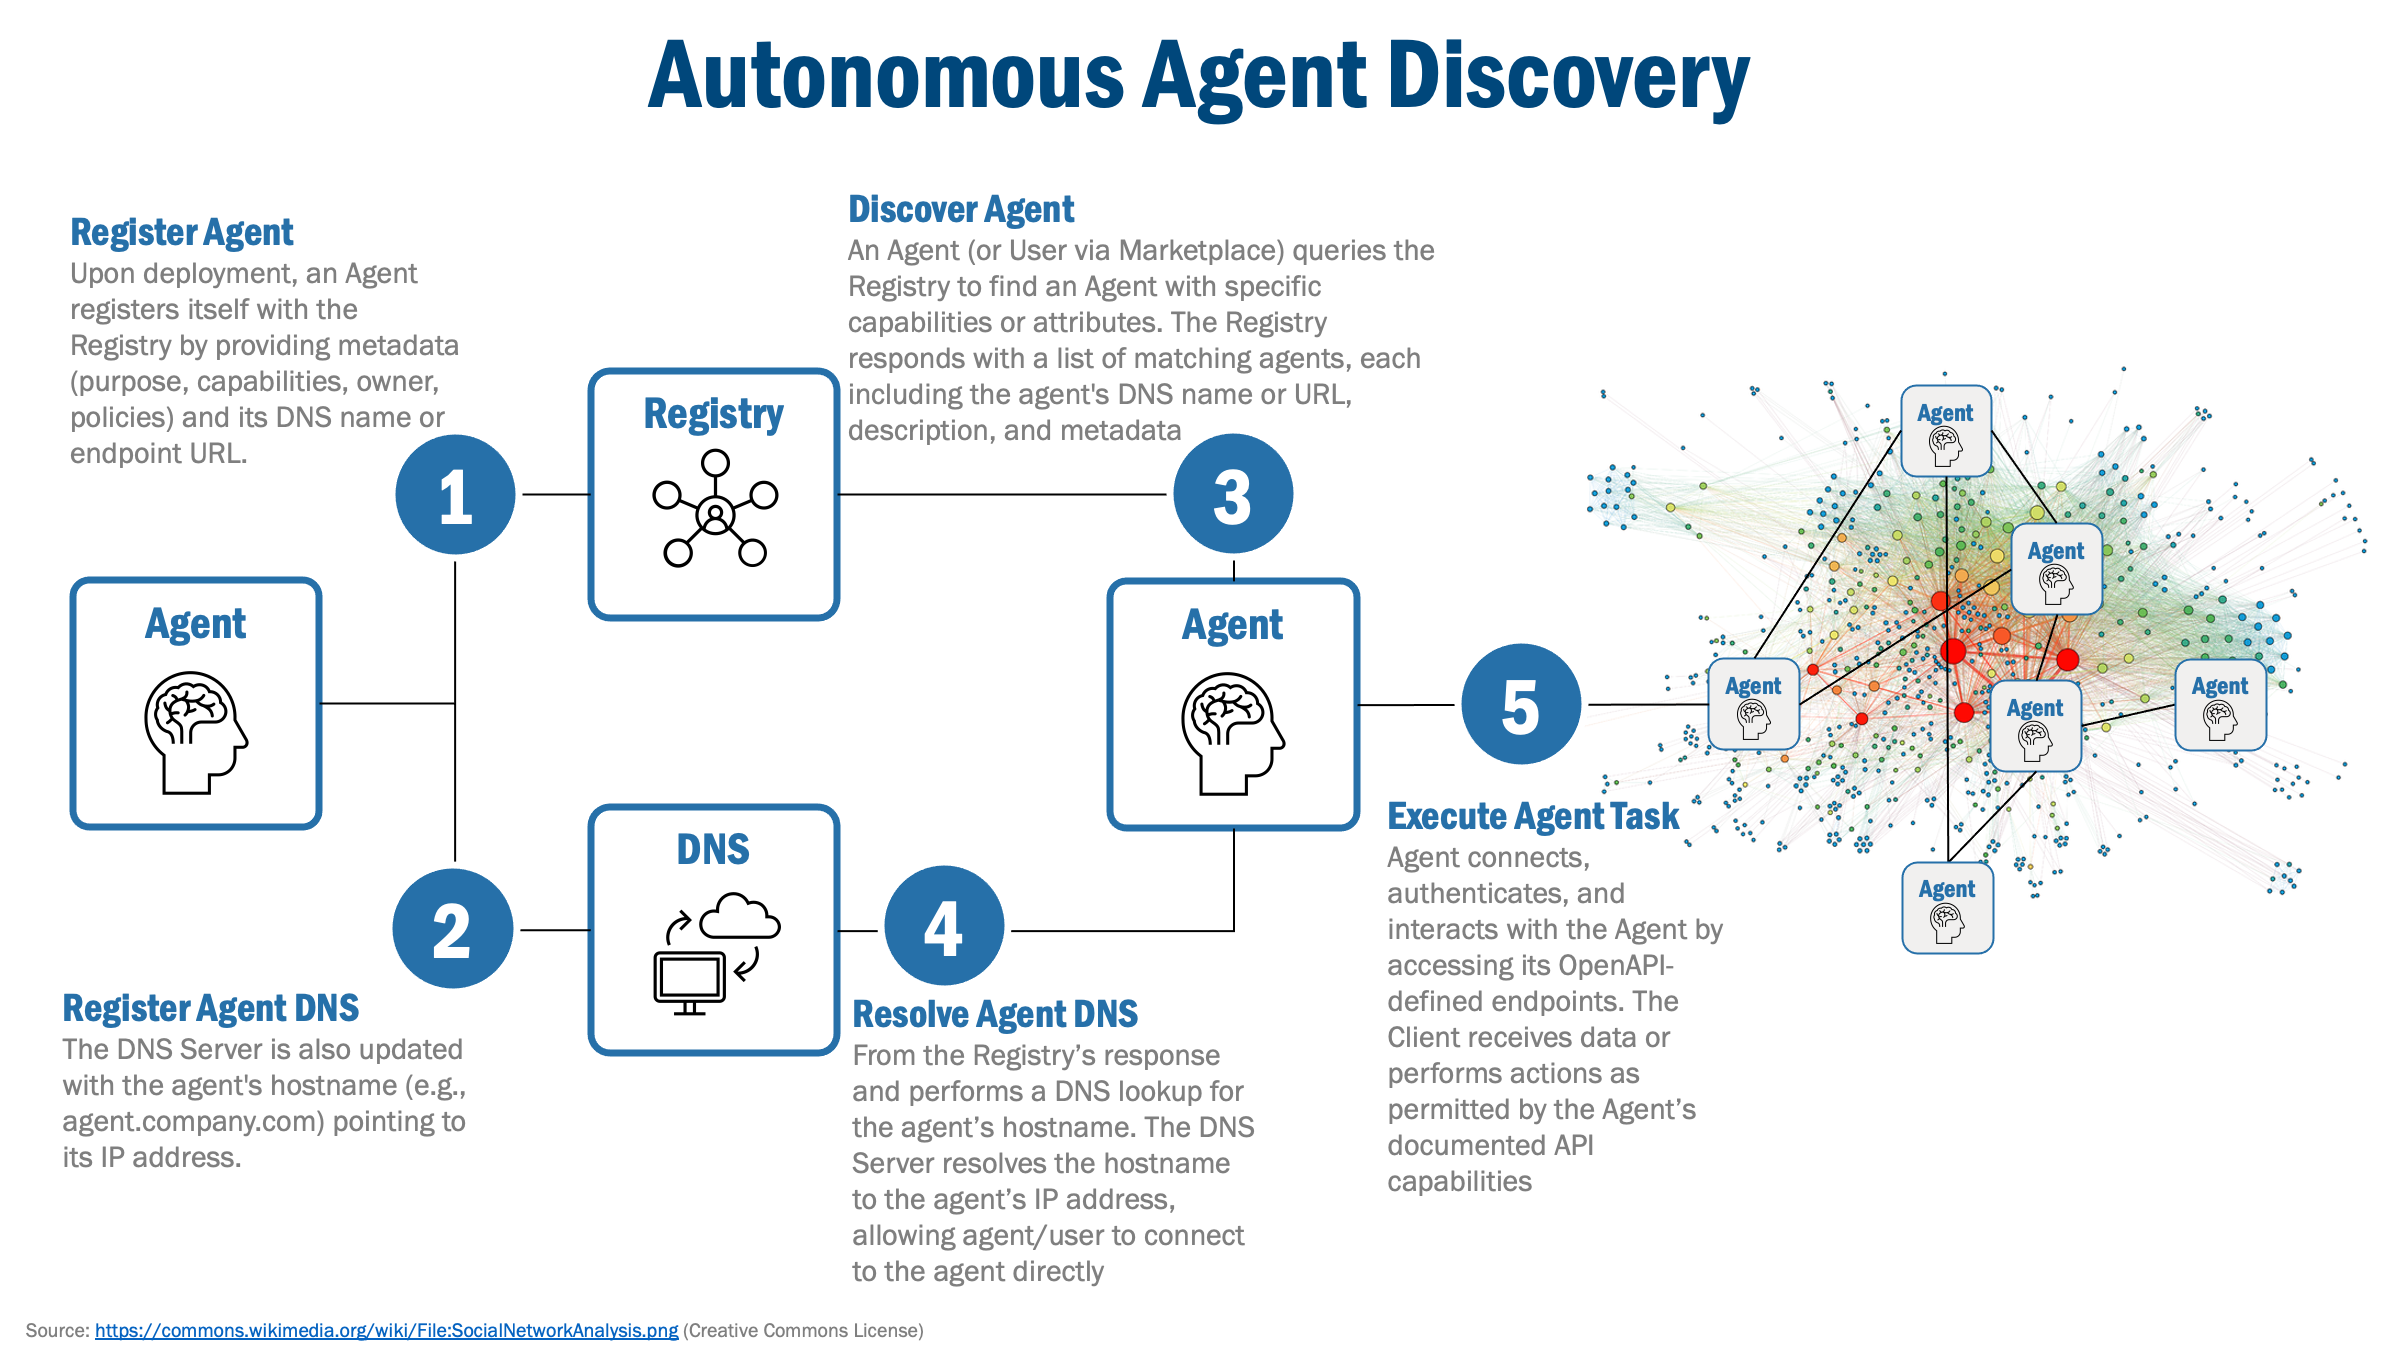 Autonomous Agent Discovery
Register Agent
Upon deployment, an Agent
registers itself with the
Registry by providing metadata
(purpose, capabilities, owner,
policies) and its DNS name or
endpoint URL.
1
Registry
Discover Agent
An Agent (or User via Marketplace) queries the
Registry to find an Agent with specific
capabilities or attributes. The Registry
responds with a list of matching agents, each
including the agent's DNS name or URL,
description, and metadata
3
Agent
2
Register Agent DNS
The DNS Server is also updated
with the agent's hostname (e.g.,
agent.company.com) pointing to
its IP address.
DNS
4
Resolve Agent DNS
From the Registry’s response
and performs a DNS lookup for
the agent’s hostname. The DNS
Server resolves the hostname
to the agent’s IP address,
allowing agent/user to connect
to the agent directly
Agent
5
Execute Agent Task
Agent connects,
authenticates, and
interacts with the Agent by
accessing its OpenAPI-
defined endpoints. The
Client receives data or
performs actions as
permitted by the Agent’s
documented API
capabilities
Agent
Agent
Agent
Agent
Agent
Agent
Source: https://commons.wikimedia.org/wiki/File:SocialNetworkAnalysis.png (Creative Commons License)